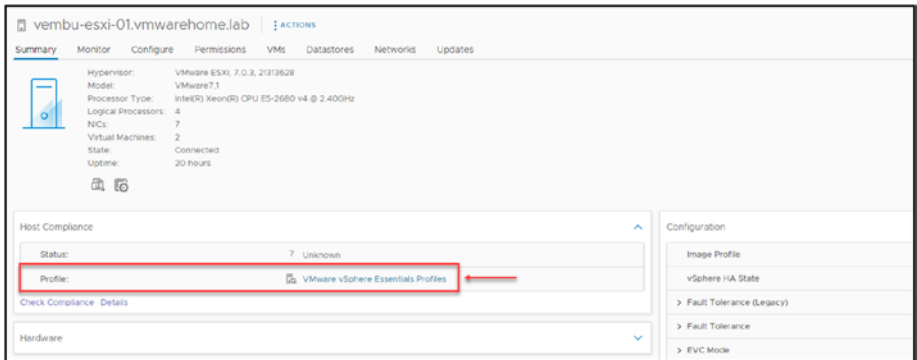 vembu-esxi-01.vmwarehome.lab ACTIONS
Summary Monitor Configure Permissions VMs Datastores Networks Updates
Hypervisor: VMware ESXi, 7.0.3, 21313628
Model: VMware7,1
Processor Type: Intel(R) Xeon(R) CPU E5-2680 v4 @ 2.40GHz
Logical Processors: 4
NICs: 7
Virtual Machines: 2
State: Connected
Uptime: 20 hours
Host Compliance
Status: ? Unknown
Profile: VMware vSphere Essentials Profiles
Check Compliance Details
Hardware
Configuration
Image Profile
vSphere HA State
> Fault Tolerance (Legacy)
> Fault Tolerance
> EVC Mode